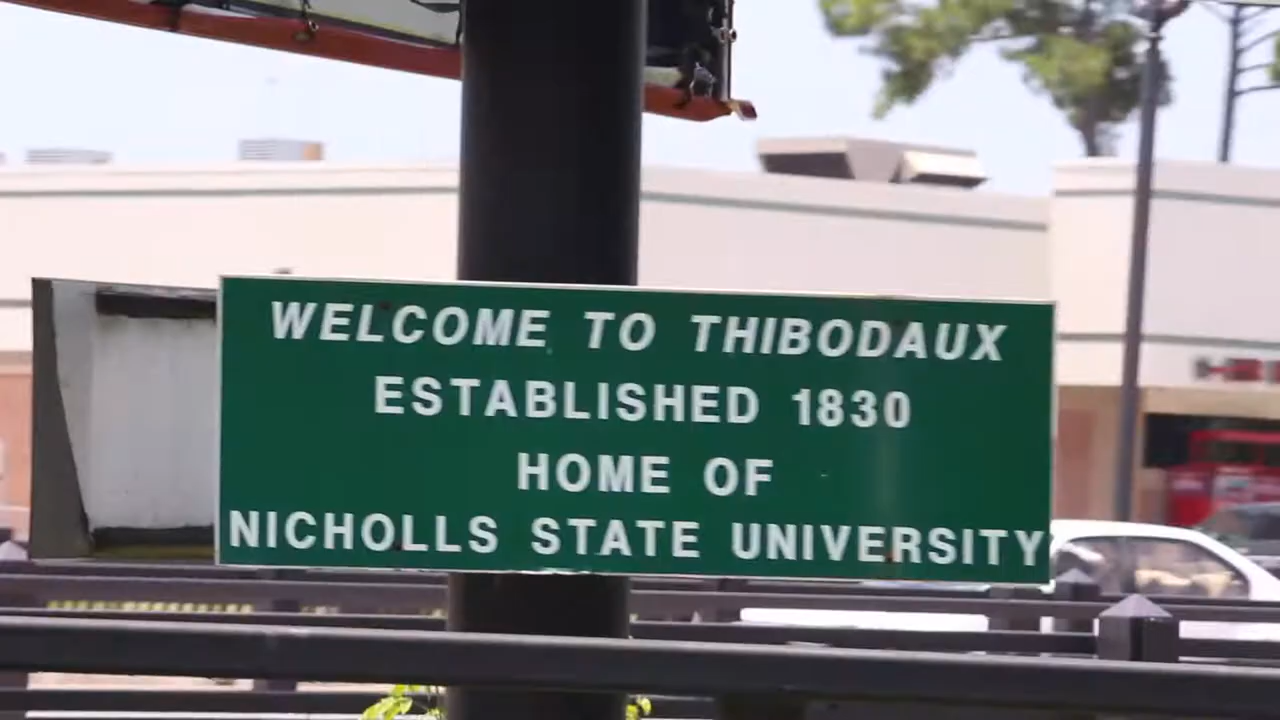 WELCOME TO THIBODAUX
ESTABLISHED 1830
HOME OF
NICHOLLS STATE UNIVERSITY